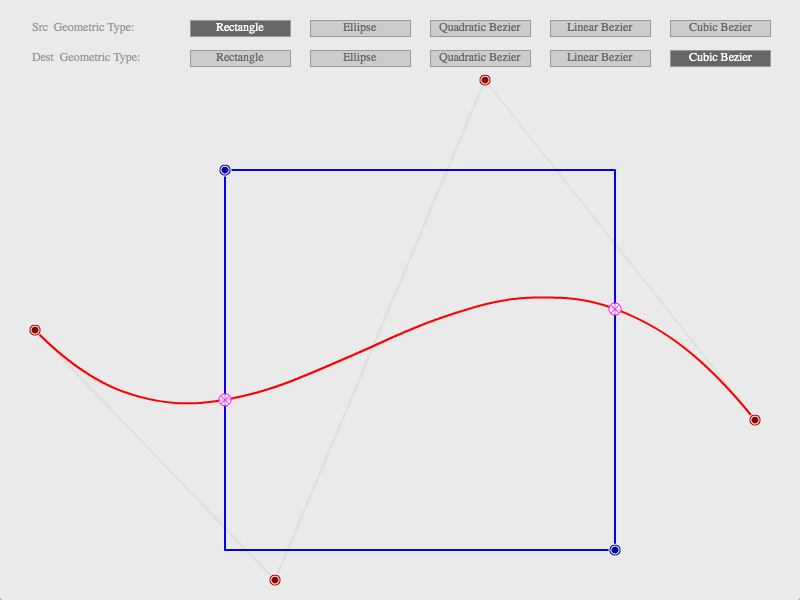 Src Geometric Type: Rectangle Ellipse Quadratic Bezier Linear Bezier Cubic Bezier
Dest Geometric Type: Rectangle Ellipse Quadratic Bezier Linear Bezier Cubic Bezier